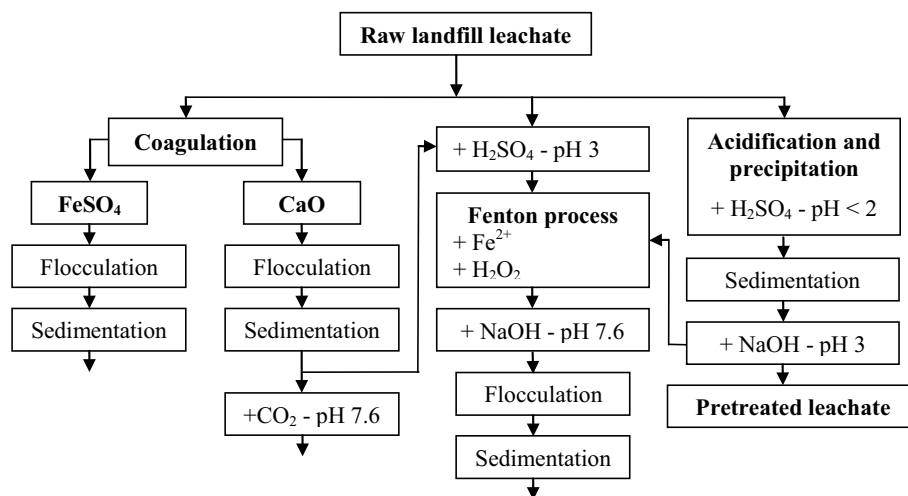 Raw landfill leachate
Coagulation
FeSO₄
Flocculation
Sedimentation
CaO
Flocculation
Sedimentation
+CO₂ - pH 7.6
+ H₂SO₄ - pH 3
Fenton process
+ Fe²⁺
+ H₂O₂
+ NaOH - pH 7.6
Flocculation
Sedimentation
Acidification and
precipitation
+ H₂SO₄ - pH < 2
Sedimentation
+ NaOH - pH 3
Pretreated leachate